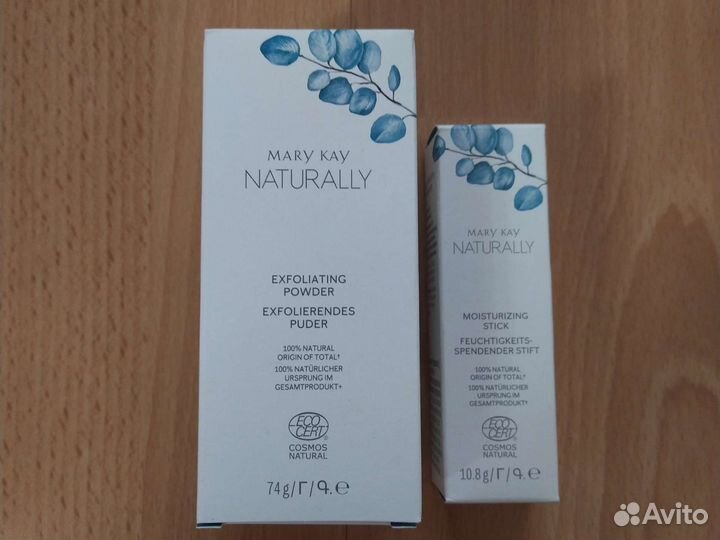 MARY KAY
NATURALLY
EXFOLIATING
POWDER
EXFOLIERENDES
PUDER
100% NATURAL
ORIGIN OF TOTAL†
100% NATÜRLICHER
URSPRUNG IM
GESAMTPRODUKT†
ECO
CERT®
COSMOS
NATURAL
74 g/Г/Գ. ℮
MARY KAY
NATURALLY
MOISTURIZING
STICK
FEUCHTIGKEITS-
SPENDENDER STIFT
100% NATURAL
ORIGIN OF TOTAL†
100% NATÜRLICHER
URSPRUNG IM
GESAMTPRODUKT†
ECO
CERT®
COSMOS
NATURAL
10.8 g/Г/Գ. ℮
Avito